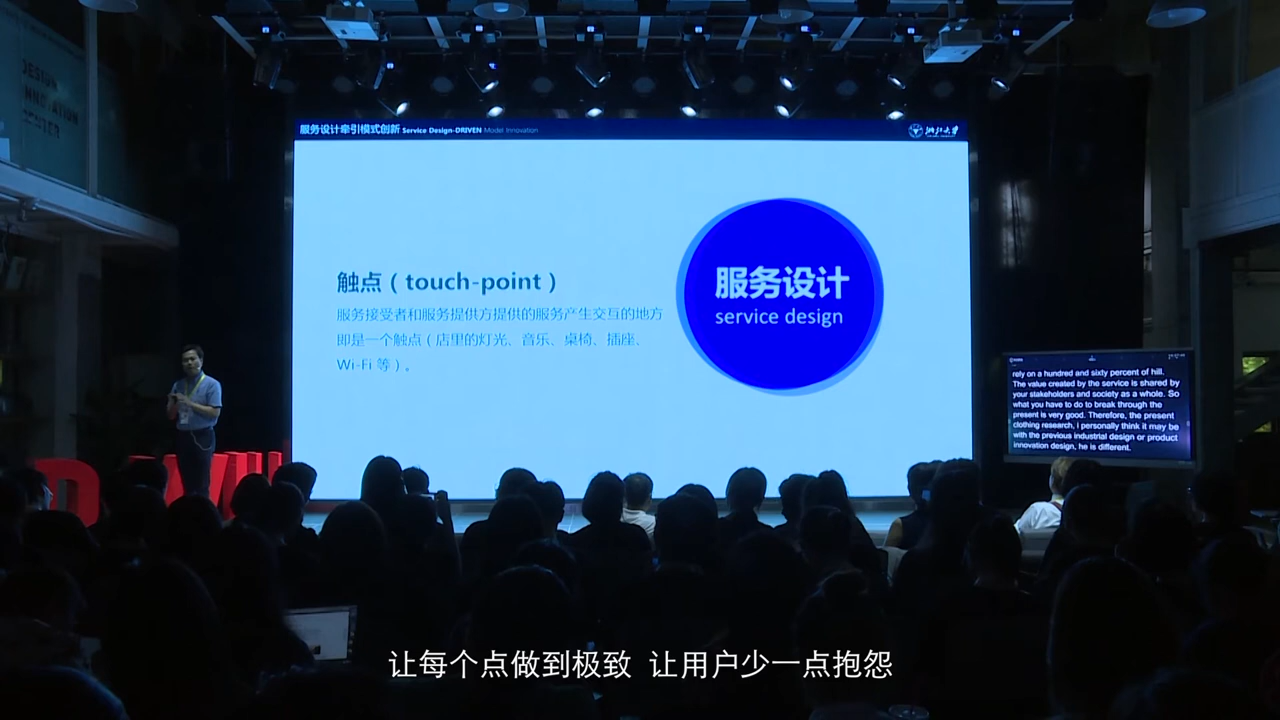 DESIGN
INNOVATION
CENTER
服务设计牵引模式创新 Service Design-DRIVEN Model Innovation
浙江大学
触点（touch-point）
服务接受者和服务提供方提供的服务产生交互的地方
即是一个触点（店里的灯光、音乐、桌椅、插座、
Wi-Fi 等）。
服务设计
service design
rely on a hundred and sixty percent of hill.
The value created by the service is shared by
your stakeholders and society as a whole. So
what you have to do to break through the
present is very good. Therefore, the present
clothing research, i personally think it may be
with the previous industrial design or product
innovation design, he is different.
让每个点做到极致 让用户少一点抱怨